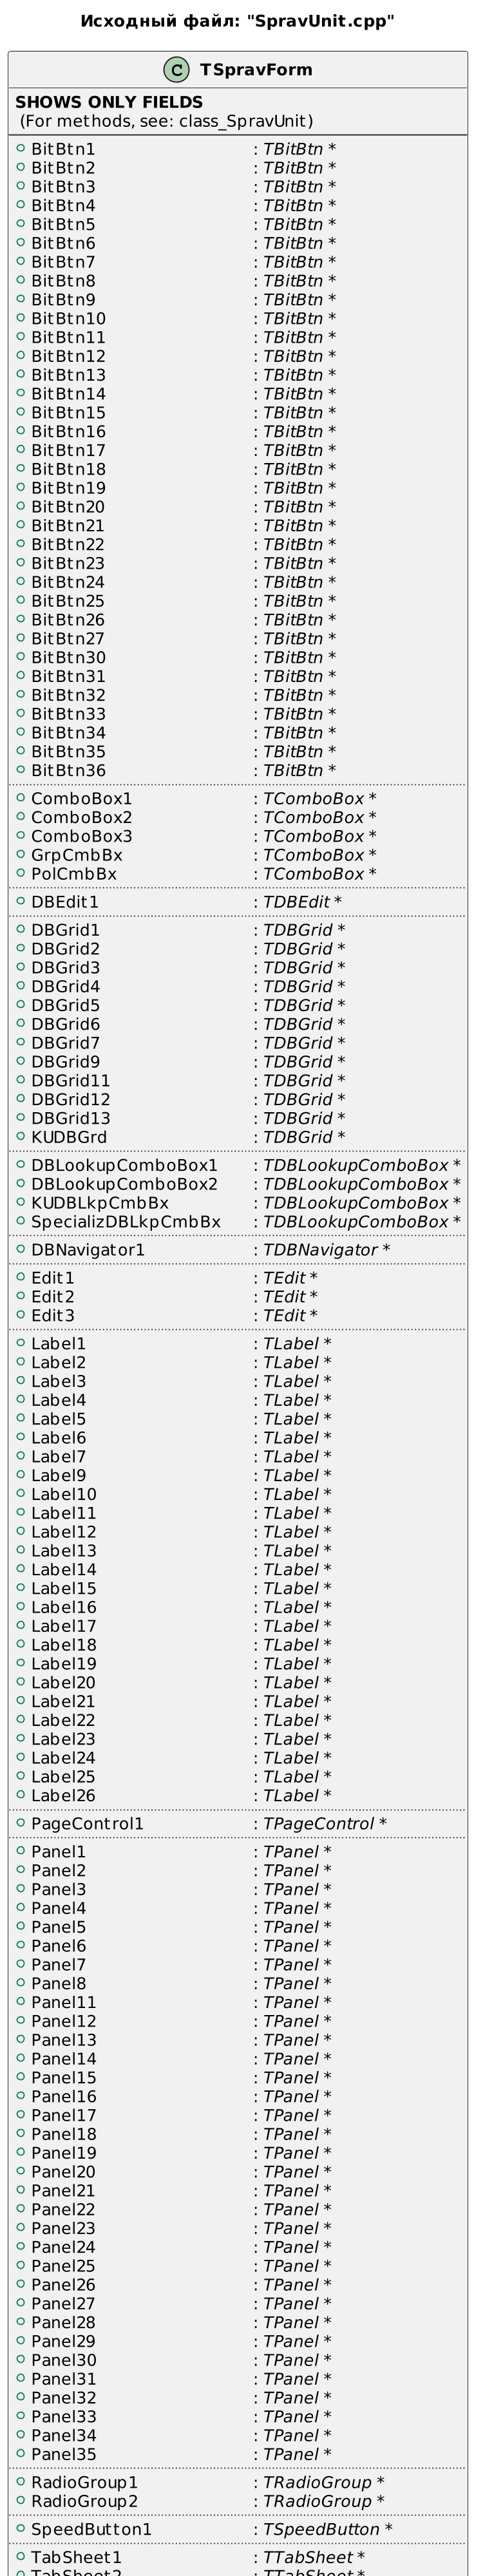 Исходный файл: "SpravUnit.cpp"
C TSpravForm
SHOWS ONLY FIELDS
(For methods, see: class_SpravUnit)
BitBtn1 : TBitBtn *
BitBtn2 : TBitBtn *
BitBtn3 : TBitBtn *
BitBtn4 : TBitBtn *
BitBtn5 : TBitBtn *
BitBtn6 : TBitBtn *
BitBtn7 : TBitBtn *
BitBtn8 : TBitBtn *
BitBtn9 : TBitBtn *
BitBtn10 : TBitBtn *
BitBtn11 : TBitBtn *
BitBtn12 : TBitBtn *
BitBtn13 : TBitBtn *
BitBtn14 : TBitBtn *
BitBtn15 : TBitBtn *
BitBtn16 : TBitBtn *
BitBtn17 : TBitBtn *
BitBtn18 : TBitBtn *
BitBtn19 : TBitBtn *
BitBtn20 : TBitBtn *
BitBtn21 : TBitBtn *
BitBtn22 : TBitBtn *
BitBtn23 : TBitBtn *
BitBtn24 : TBitBtn *
BitBtn25 : TBitBtn *
BitBtn26 : TBitBtn *
BitBtn27 : TBitBtn *
BitBtn30 : TBitBtn *
BitBtn31 : TBitBtn *
BitBtn32 : TBitBtn *
BitBtn33 : TBitBtn *
BitBtn34 : TBitBtn *
BitBtn35 : TBitBtn *
BitBtn36 : TBitBtn *
ComboBox1 : TComboBox *
ComboBox2 : TComboBox *
ComboBox3 : TComboBox *
GrpCmbBx : TComboBox *
PolCmbBx : TComboBox *
DBEdit1 : TDBEdit *
DBGrid1 : TDBGrid *
DBGrid2 : TDBGrid *
DBGrid3 : TDBGrid *
DBGrid4 : TDBGrid *
DBGrid5 : TDBGrid *
DBGrid6 : TDBGrid *
DBGrid7 : TDBGrid *
DBGrid9 : TDBGrid *
DBGrid11 : TDBGrid *
DBGrid12 : TDBGrid *
DBGrid13 : TDBGrid *
KUDBGrd : TDBGrid *
DBLookupComboBox1 : TDBLookupComboBox *
DBLookupComboBox2 : TDBLookupComboBox *
KUDBLkpCmbBx : TDBLookupComboBox *
SpecializDBLkpCmbBx : TDBLookupComboBox *
DBNavigator1 : TDBNavigator *
Edit1 : TEdit *
Edit2 : TEdit *
Edit3 : TEdit *
Label1 : TLabel *
Label2 : TLabel *
Label3 : TLabel *
Label4 : TLabel *
Label5 : TLabel *
Label6 : TLabel *
Label7 : TLabel *
Label9 : TLabel *
Label10 : TLabel *
Label11 : TLabel *
Label12 : TLabel *
Label13 : TLabel *
Label14 : TLabel *
Label15 : TLabel *
Label16 : TLabel *
Label17 : TLabel *
Label18 : TLabel *
Label19 : TLabel *
Label20 : TLabel *
Label21 : TLabel *
Label22 : TLabel *
Label23 : TLabel *
Label24 : TLabel *
Label25 : TLabel *
Label26 : TLabel *
PageControl1 : TPageControl *
Panel1 : TPanel *
Panel2 : TPanel *
Panel3 : TPanel *
Panel4 : TPanel *
Panel5 : TPanel *
Panel6 : TPanel *
Panel7 : TPanel *
Panel8 : TPanel *
Panel11 : TPanel *
Panel12 : TPanel *
Panel13 : TPanel *
Panel14 : TPanel *
Panel15 : TPanel *
Panel16 : TPanel *
Panel17 : TPanel *
Panel18 : TPanel *
Panel19 : TPanel *
Panel20 : TPanel *
Panel21 : TPanel *
Panel22 : TPanel *
Panel23 : TPanel *
Panel24 : TPanel *
Panel25 : TPanel *
Panel26 : TPanel *
Panel27 : TPanel *
Panel28 : TPanel *
Panel29 : TPanel *
Panel30 : TPanel *
Panel31 : TPanel *
Panel32 : TPanel *
Panel33 : TPanel *
Panel34 : TPanel *
Panel35 : TPanel *
RadioGroup1 : TRadioGroup *
RadioGroup2 : TRadioGroup *
SpeedButton1 : TSpeedButton *
TabSheet1 : TTabSheet *